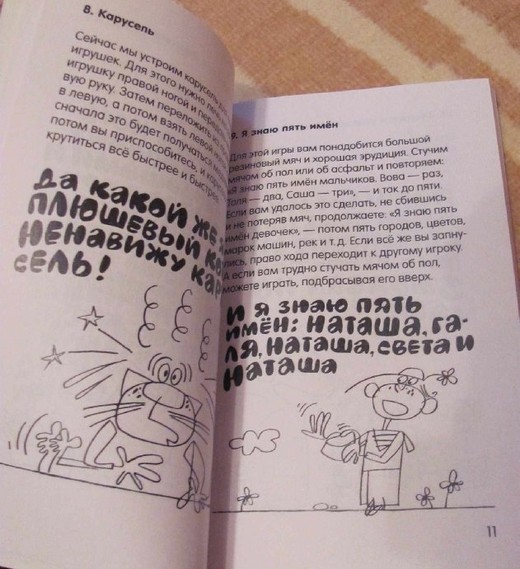 8. Карусель
Сейчас мы устроим карусель
игрушек. Для этого нужно
игрушку правой ногой и
вую руку. Затем переложить
в левую, а потом взять левой
сначала это будет получаться
потом вы приспособитесь, и
крутиться всё быстрее и быстрее.
Да какой же я
плюшевый
ненавижу кару
сель!
9. Я знаю пять имён
Для этой игры вам понадобится большой
резиновый мяч и хорошая эрудиция. Стучим
мячом об пол или об асфальт и повторяем:
«Я знаю пять имён мальчиков. Вова — раз,
Толя — два, Саша — три», — и так до пяти.
Если вам удалось это сделать, не сбившись
и не потеряв мяч, продолжаете: «Я знаю пять
имён девочек», — потом пять городов, цветов,
марок машин, рек и т.д. Если всё же вы запну-
лись, право хода переходит к другому игроку.
А если вам трудно стучать мячом об пол,
можете играть, подбрасывая его вверх.
И я знаю пять
имён: Наташа, Га-
ля, Наташа, Света и
Наташа
11